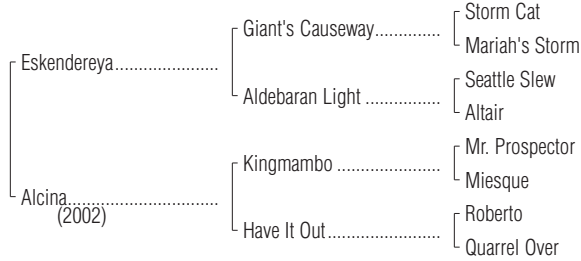 Storm Cat
Giant's Causeway..............
Mariah's Storm
Eskendereya......................
Seattle Slew
Aldebaran Light ................
Altair
Mr. Prospector
Kingmambo ......................
Miesque
Alcina................................
(2002)
Roberto
Have It Out........................
Quarrel Over